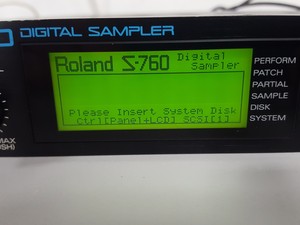 DIGITAL SAMPLER
Roland S-760 Digital
Sampler
Please Insert System Disk
Ctrl[Panel+LCD] SCSI[1]
PERFORM
PATCH
PARTIAL
SAMPLE
DISK
SYSTEM
MAX